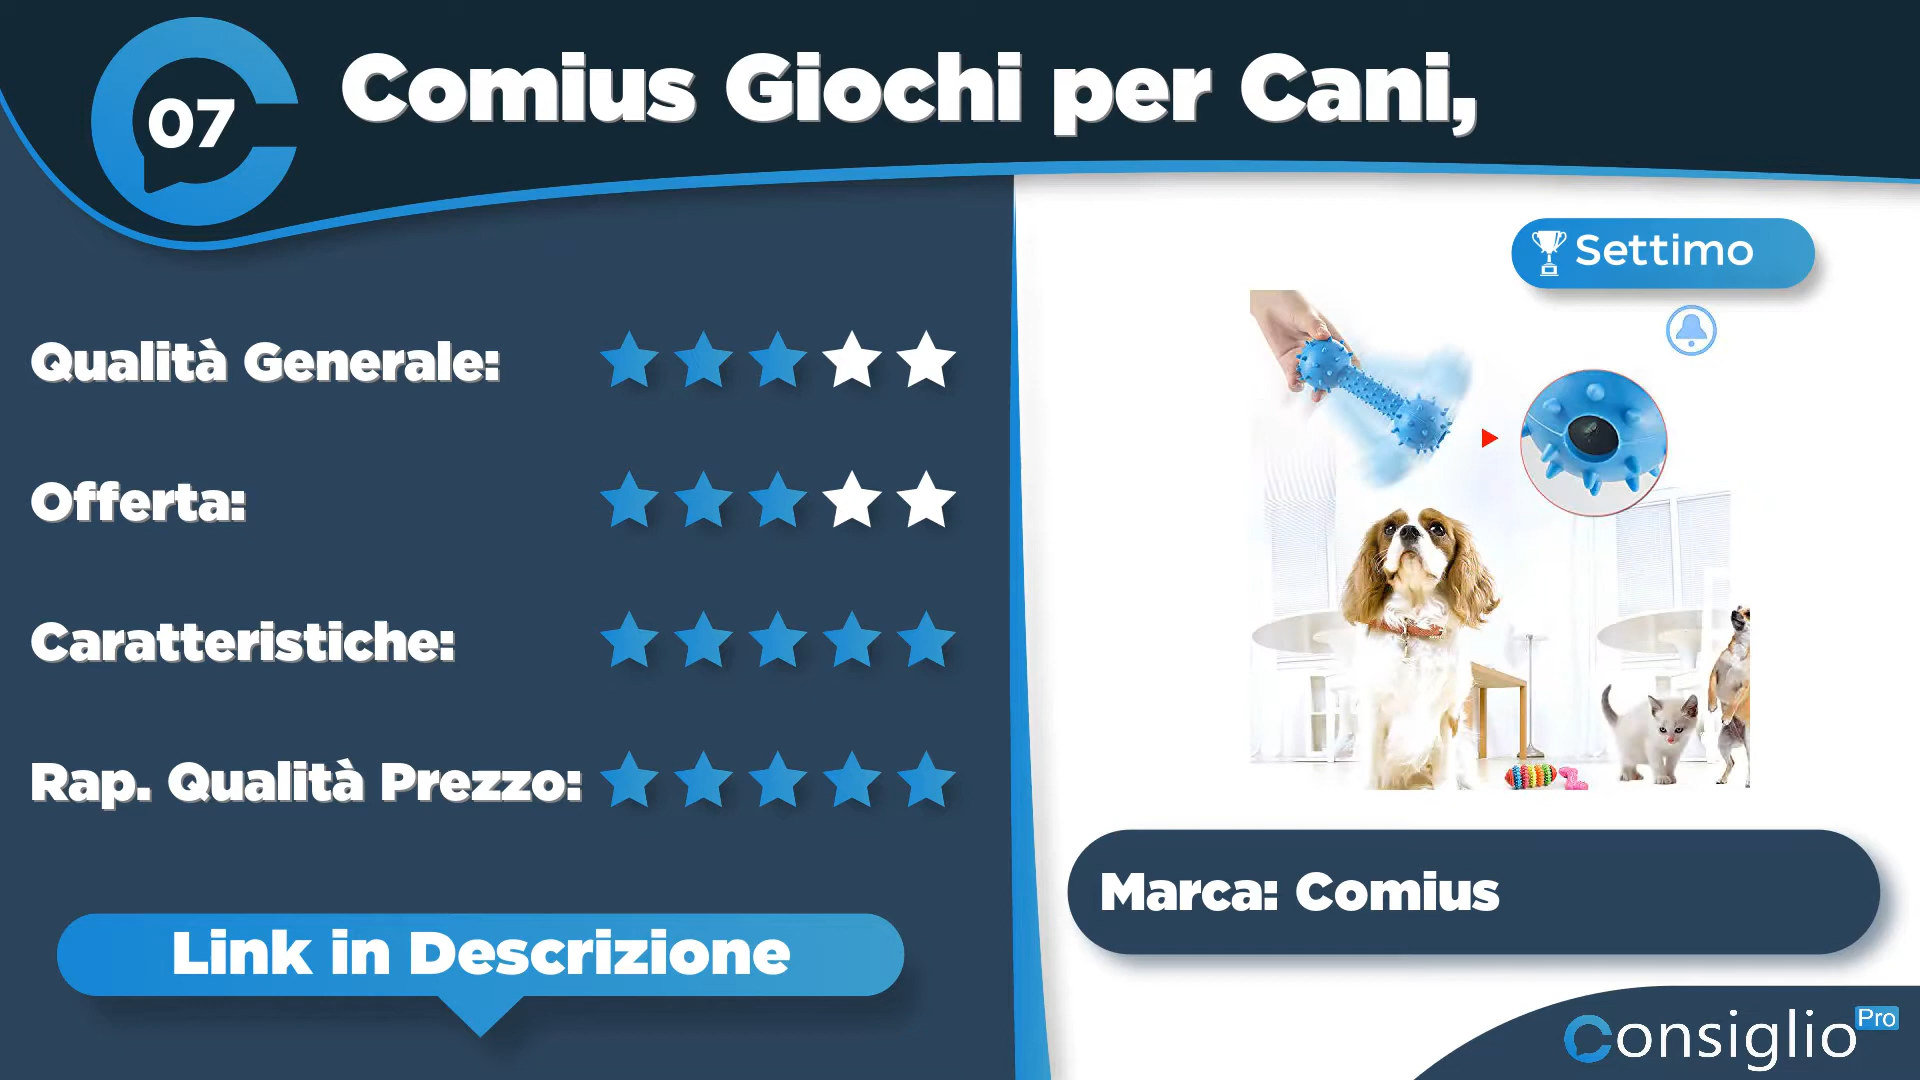 07
Comius Giochi per Cani,
Settimo
Qualità Generale:
Offerta:
Caratteristiche:
Rap. Qualità Prezzo:
Link in Descrizione
Marca: Comius
Consiglio Pro